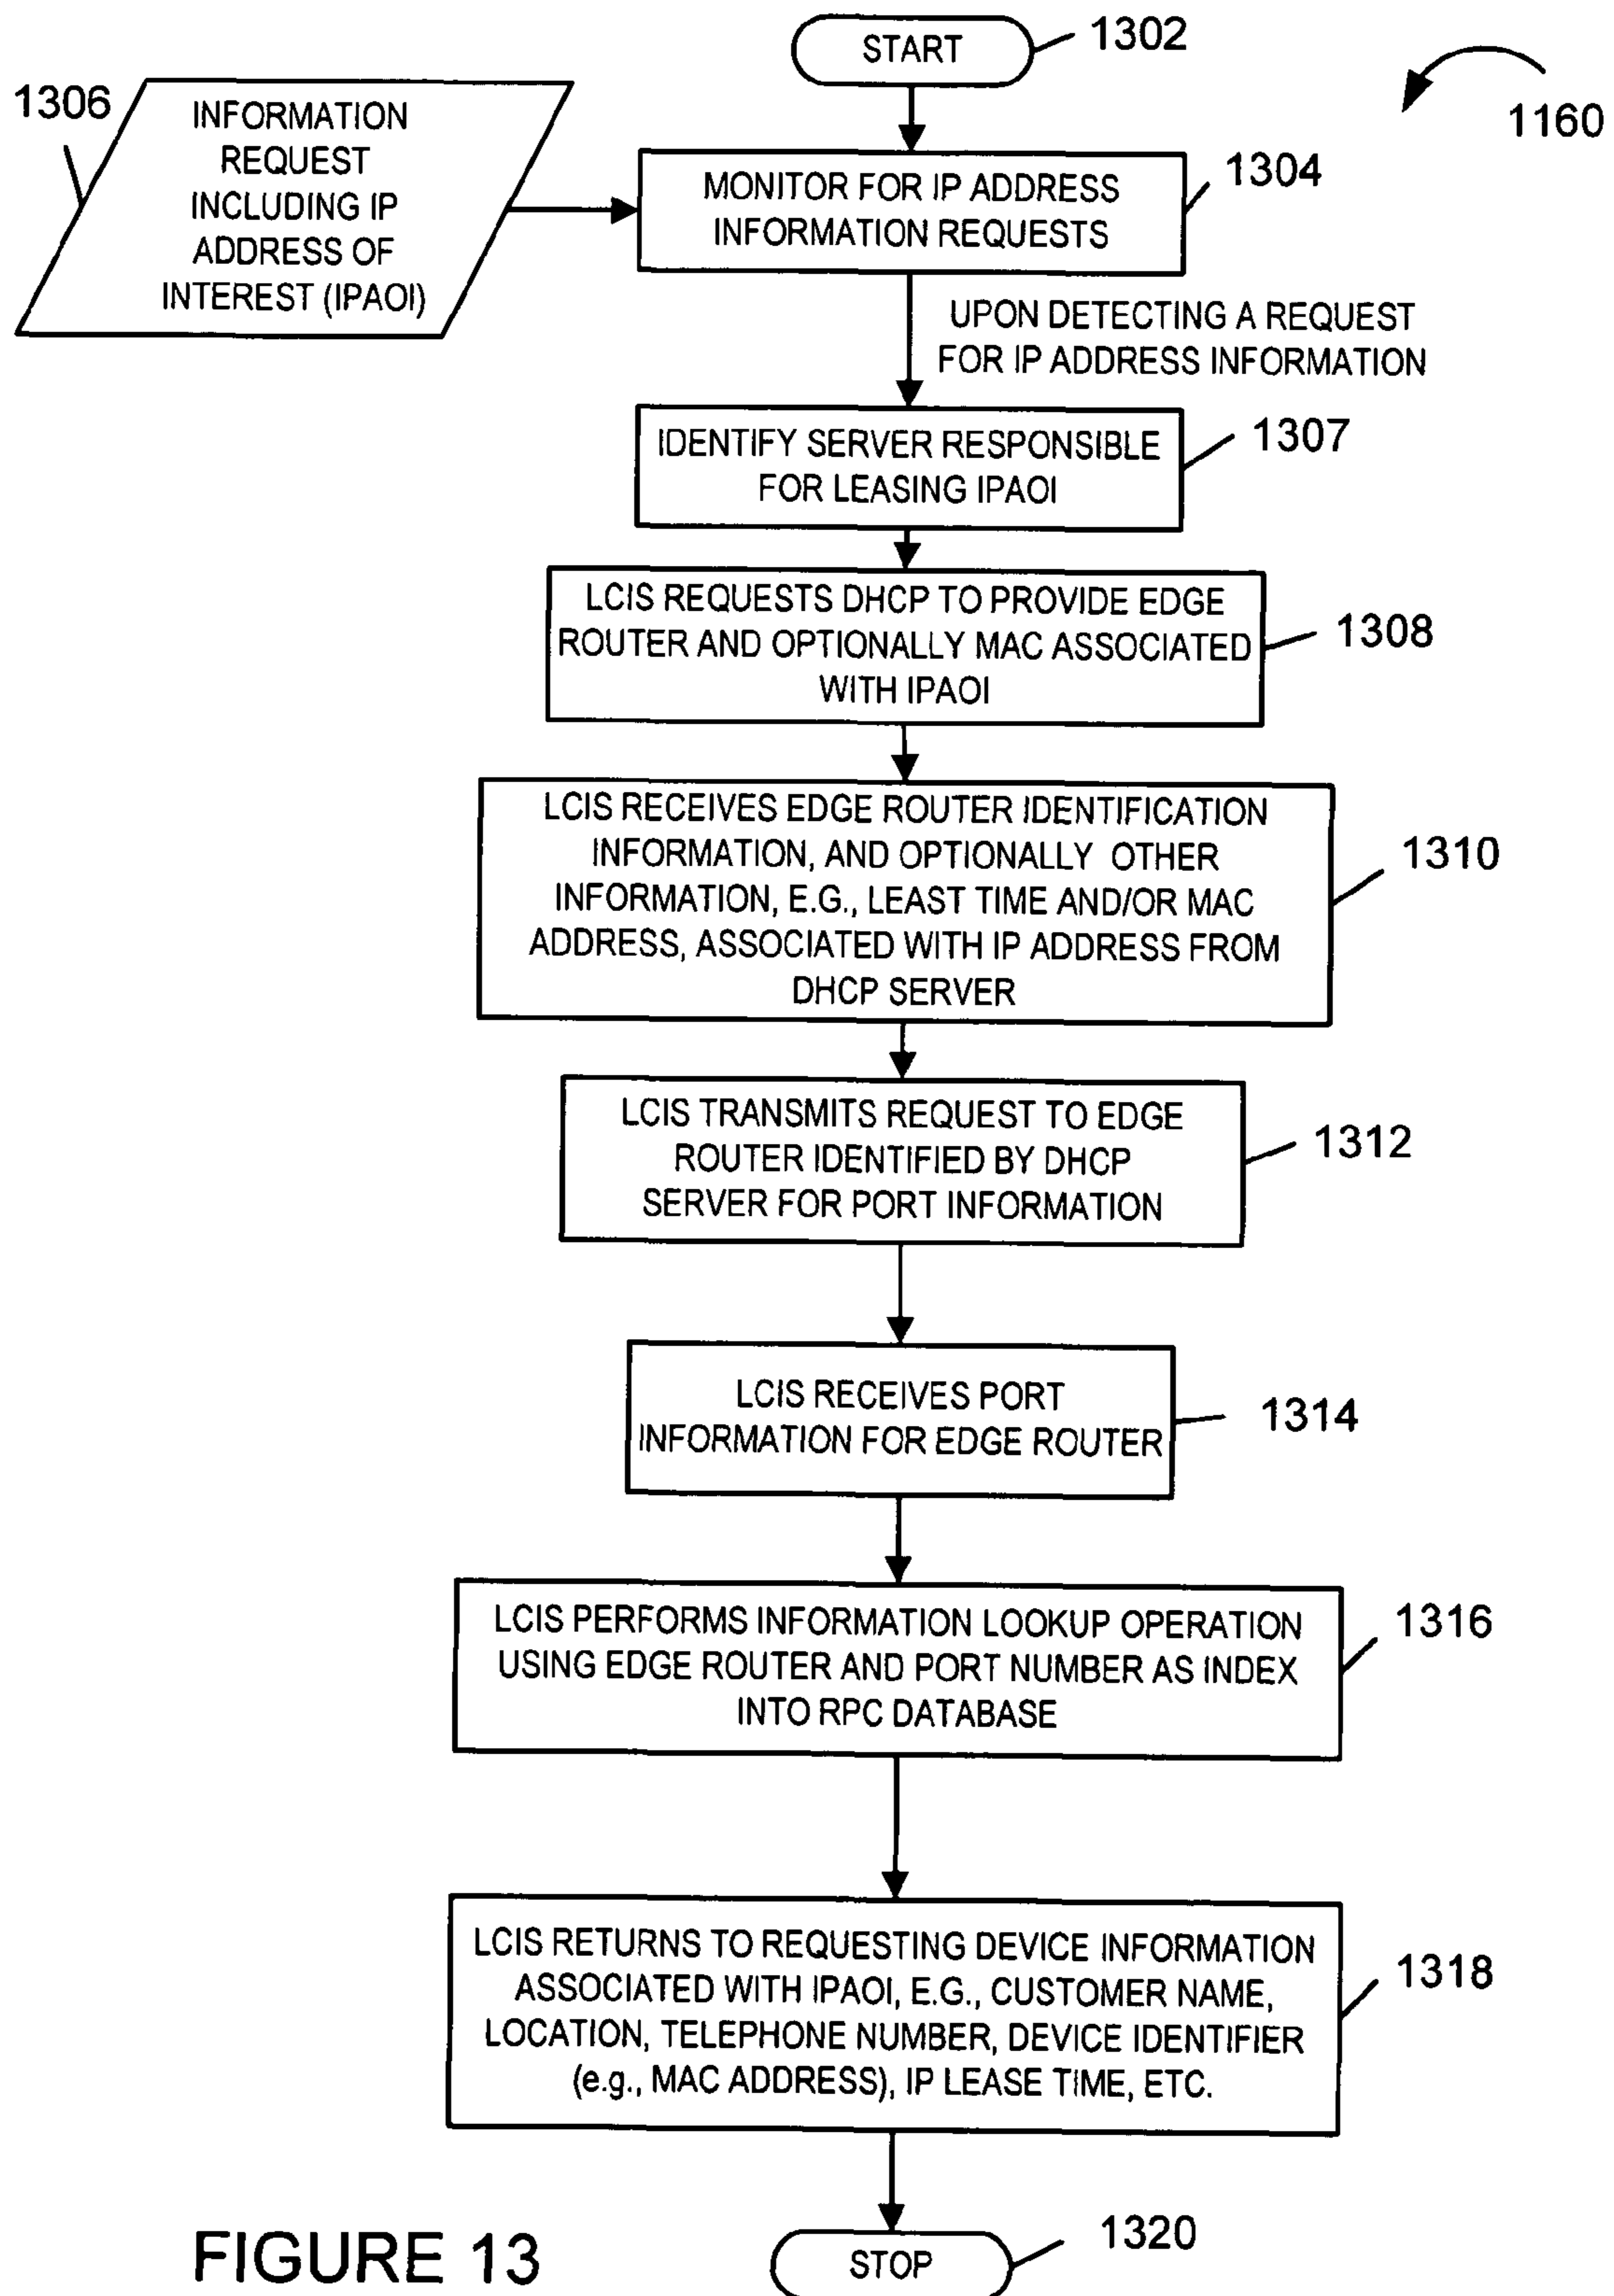 START
1302
1160
1306
INFORMATION
REQUEST
INCLUDING IP
ADDRESS OF
INTEREST (IPAOI)
MONITOR FOR IP ADDRESS
INFORMATION REQUESTS
1304
UPON DETECTING A REQUEST
FOR IP ADDRESS INFORMATION
IDENTIFY SERVER RESPONSIBLE
FOR LEASING IPAOI
1307
LCIS REQUESTS DHCP TO PROVIDE EDGE
ROUTER AND OPTIONALLY MAC ASSOCIATED
WITH IPAOI
1308
LCIS RECEIVES EDGE ROUTER IDENTIFICATION
INFORMATION, AND OPTIONALLY OTHER
INFORMATION, E.G., LEAST TIME AND/OR MAC
ADDRESS, ASSOCIATED WITH IP ADDRESS FROM
DHCP SERVER
1310
LCIS TRANSMITS REQUEST TO EDGE
ROUTER IDENTIFIED BY DHCP
SERVER FOR PORT INFORMATION
1312
LCIS RECEIVES PORT
INFORMATION FOR EDGE ROUTER
1314
LCIS PERFORMS INFORMATION LOOKUP OPERATION
USING EDGE ROUTER AND PORT NUMBER AS INDEX
INTO RPC DATABASE
1316
LCIS RETURNS TO REQUESTING DEVICE INFORMATION
ASSOCIATED WITH IPAOI, E.G., CUSTOMER NAME,
LOCATION, TELEPHONE NUMBER, DEVICE IDENTIFIER
(e.g., MAC ADDRESS), IP LEASE TIME, ETC.
1318
STOP
1320
FIGURE 13